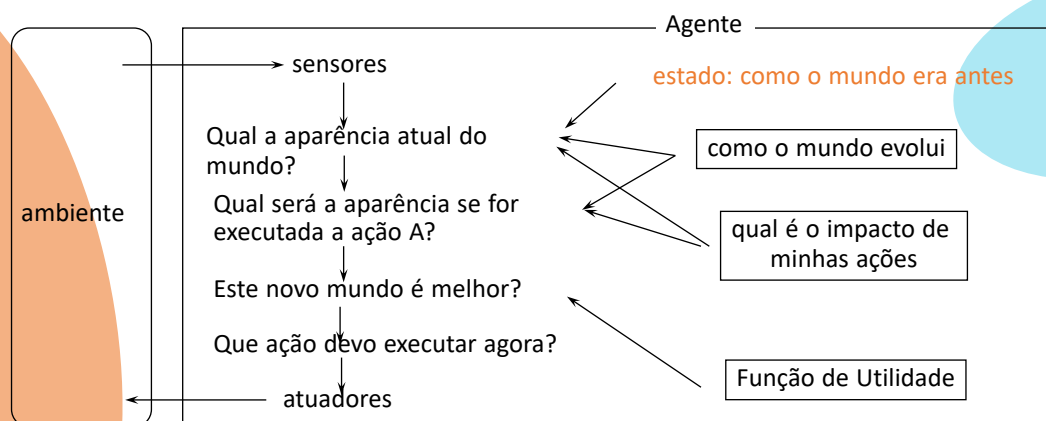 Agente
sensores
estado: como o mundo era antes
Qual a aparência atual do
mundo?
como o mundo evolui
ambiente
Qual será a aparência se for
executada a ação A?
qual é o impacto de
minhas ações
Este novo mundo é melhor?
Que ação devo executar agora?
Função de Utilidade
atuadores